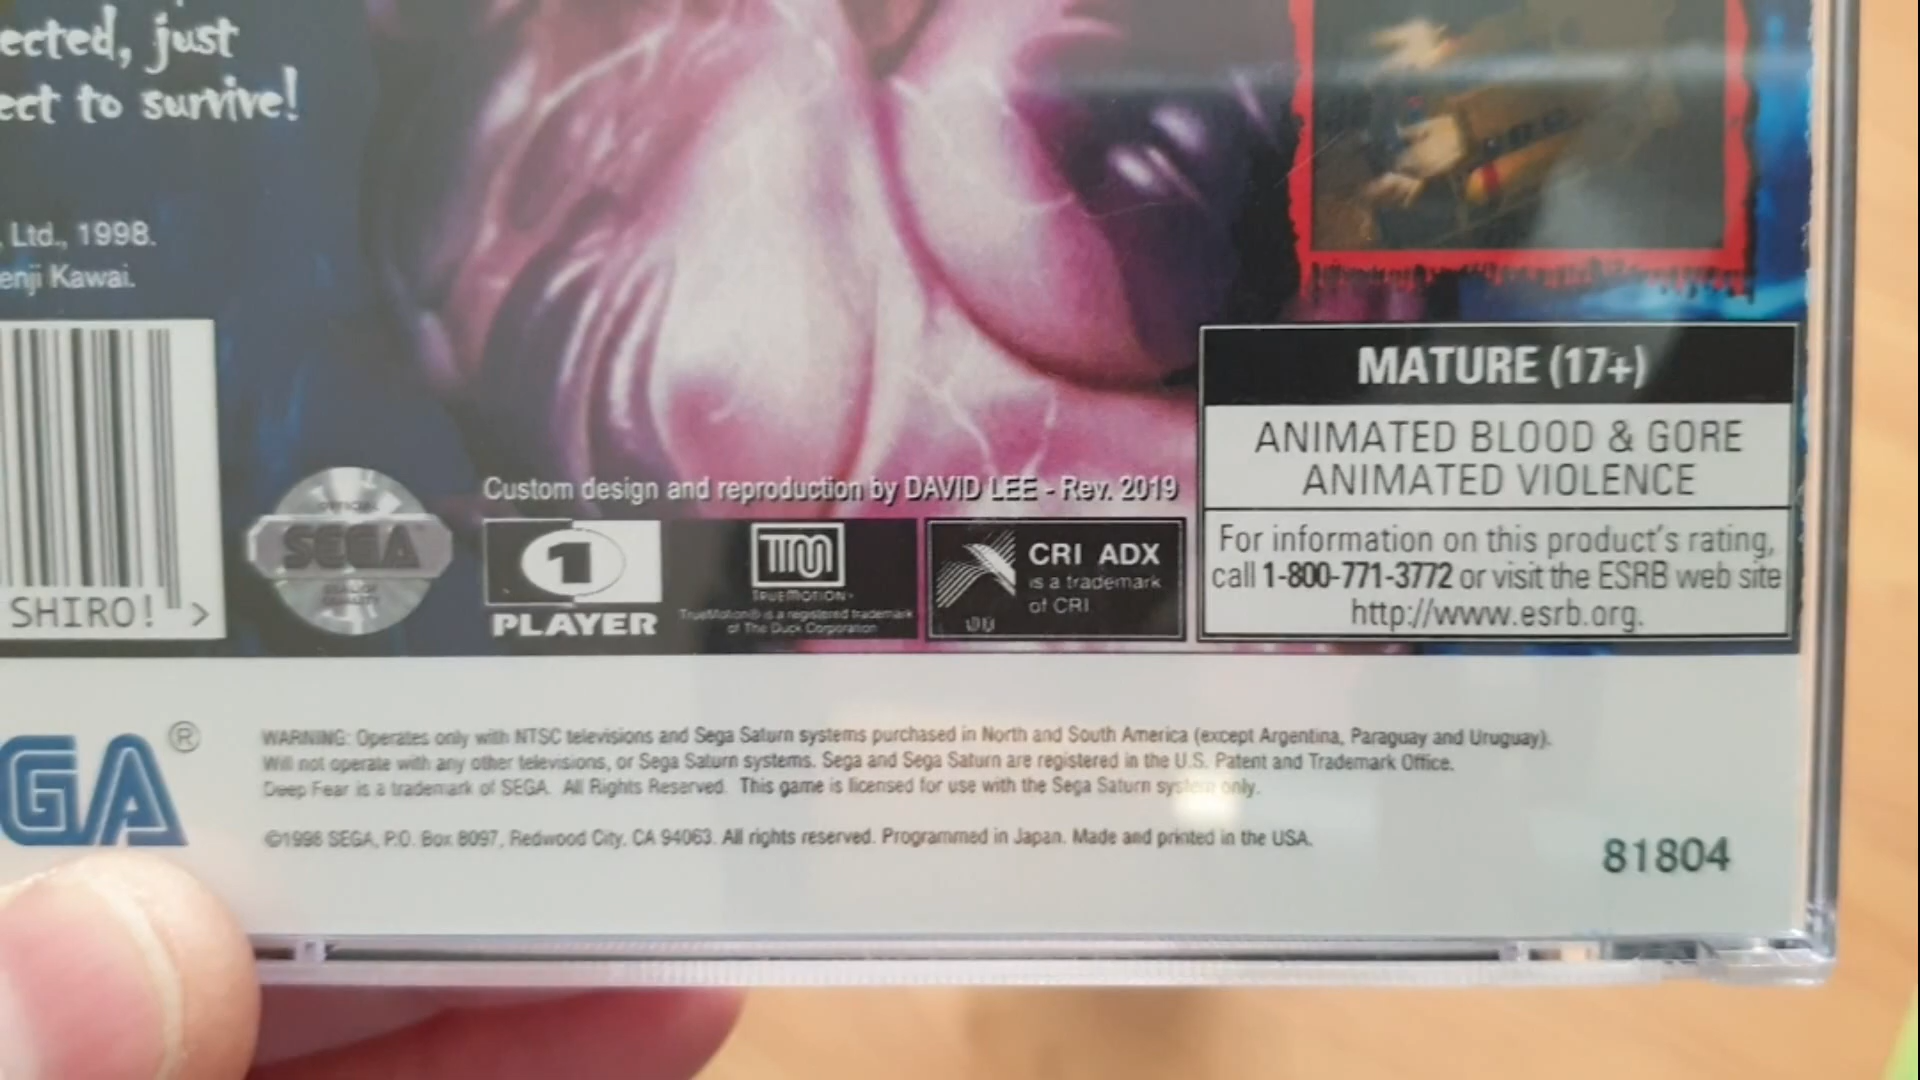 ected, just
ect to survive!
, Ltd., 1998.
enji Kawai.
SHIRO! >
SEGA
Custom design and reproduction by DAVID LEE - Rev. 2019
1
PLAYER
TM
TRUEMOTION
TrueMotion® is a registered trademark
of The Duck Corporation
CRI ADX
is a trademark
of CRI
MATURE (17+)
ANIMATED BLOOD & GORE
ANIMATED VIOLENCE
For information on this product's rating,
call 1-800-771-3772 or visit the ESRB web site
http://www.esrb.org.
GA®
WARNING: Operates only with NTSC televisions and Sega Saturn systems purchased in North and South America (except Argentina, Paraguay and Uruguay).
Will not operate with any other televisions, or Sega Saturn systems. Sega and Sega Saturn are registered in the U.S. Patent and Trademark Office.
Deep Fear is a trademark of SEGA. All Rights Reserved. This game is licensed for use with the Sega Saturn system only.
©1998 SEGA, P.O. Box 8097, Redwood City, CA 94063. All rights reserved. Programmed in Japan. Made and printed in the USA.
81804